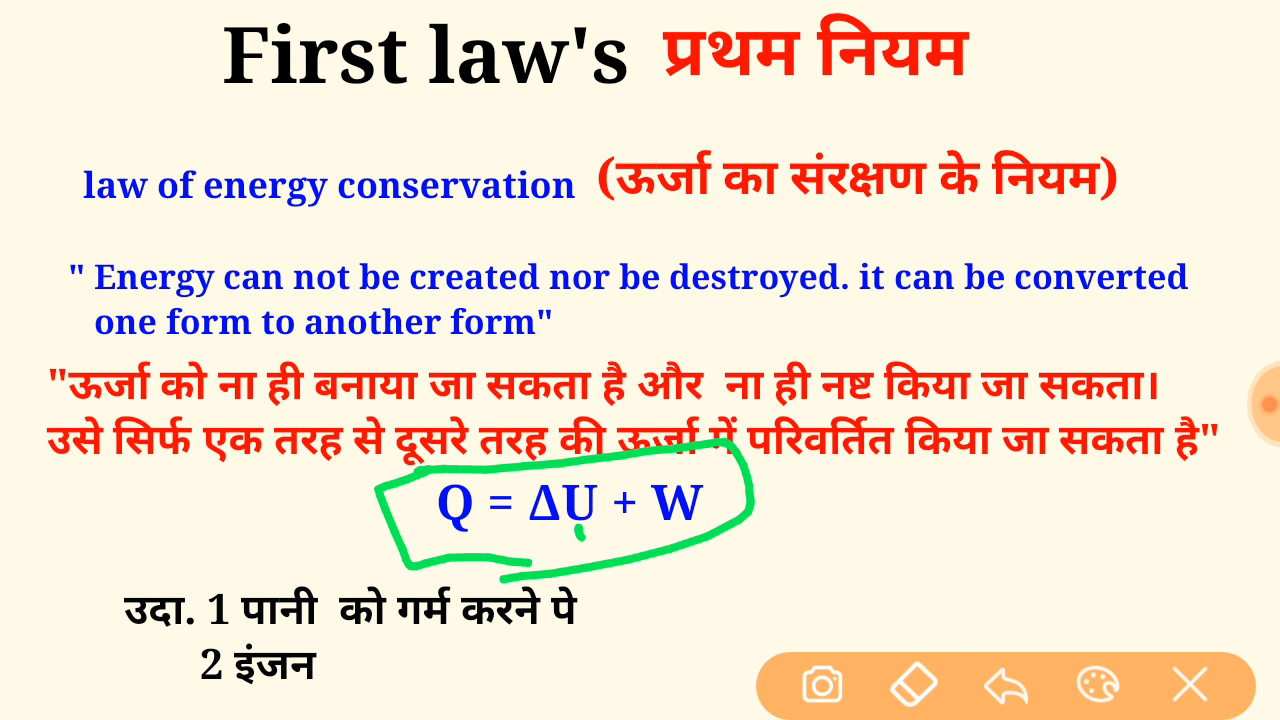 First law's प्रथम नियम
law of energy conservation (ऊर्जा का संरक्षण के नियम)
" Energy can not be created nor be destroyed. it can be converted
one form to another form"
"ऊर्जा को ना ही बनाया जा सकता है और ना ही नष्ट किया जा सकता।
उसे सिर्फ एक तरह से दूसरे तरह की ऊर्जा में परिवर्तित किया जा सकता है"
Q = ΔU + W
उदा. 1 पानी को गर्म करने पे
2 इंजन